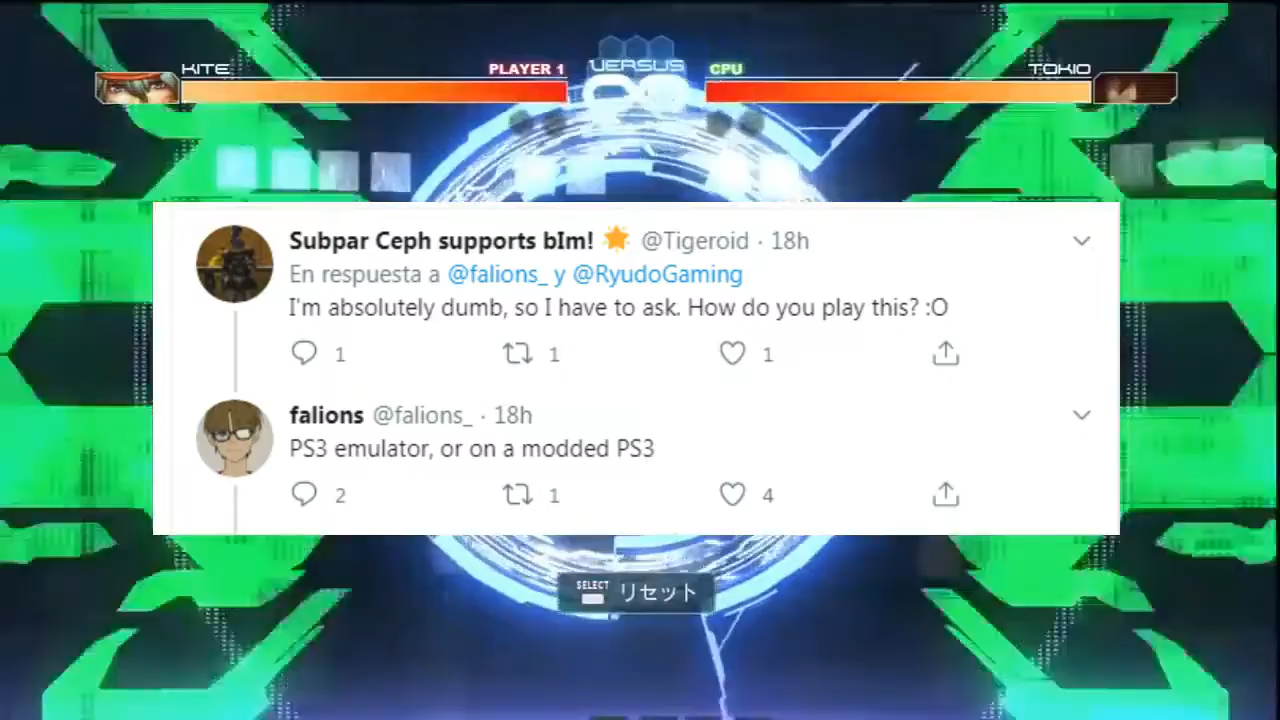 KITE
PLAYER 1
VERSUS
CPU
TOKIO
Subpar Ceph supports bIm! 🌟 @Tigeroid · 18h
En respuesta a @falions_ y @RyudoGaming
I'm absolutely dumb, so I have to ask. How do you play this? :O
1 1 1
falions @falions_ · 18h
PS3 emulator, or on a modded PS3
2 1 4
SELECT リセット